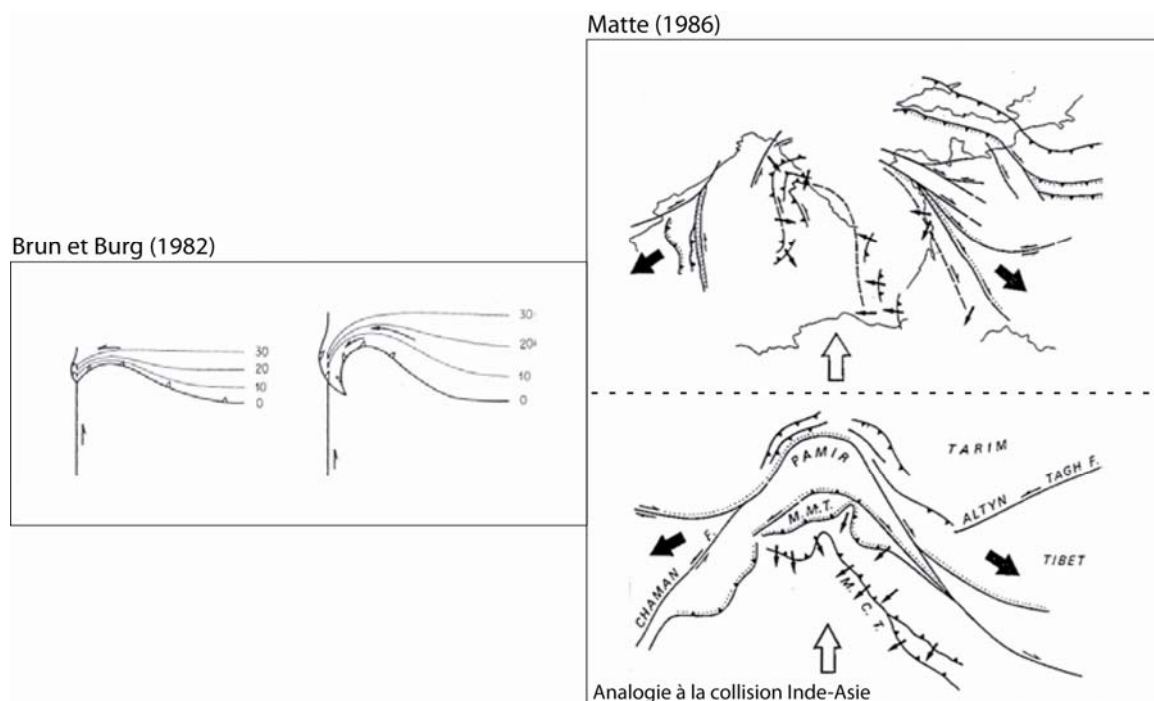 Matte (1986)
Brun et Burg (1982)
30
20
10
0
30
20
10
0
PAMIR
TARIM
M.M.T.
ALTYN TAGH F.
CHAMAN F.
TIBET
M.C.T.
Analogie à la collision Inde-Asie